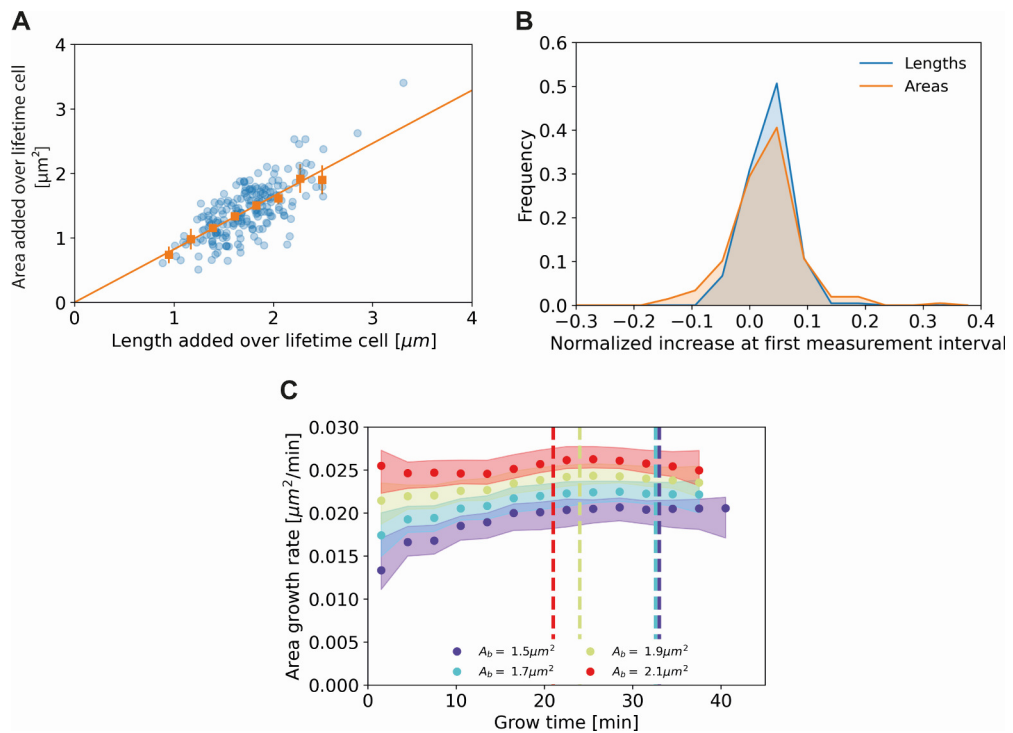 A
Area added over lifetime cell
[μm²]
4
3
2
1
0
0 1 2 3 4
Length added over lifetime cell [μm]
B
Frequency
0.6
0.5
0.4
0.3
0.2
0.1
0.0
Lengths
Areas
−0.3 −0.2 −0.1 0.0 0.1 0.2 0.3 0.4
Normalized increase at first measurement interval
C
Area growth rate [μm²/min]
0.030
0.025
0.020
0.015
0.010
0.005
0.000
A_b = 1.5μm² A_b = 1.9μm²
A_b = 1.7μm² A_b = 2.1μm²
0 10 20 30 40
Grow time [min]